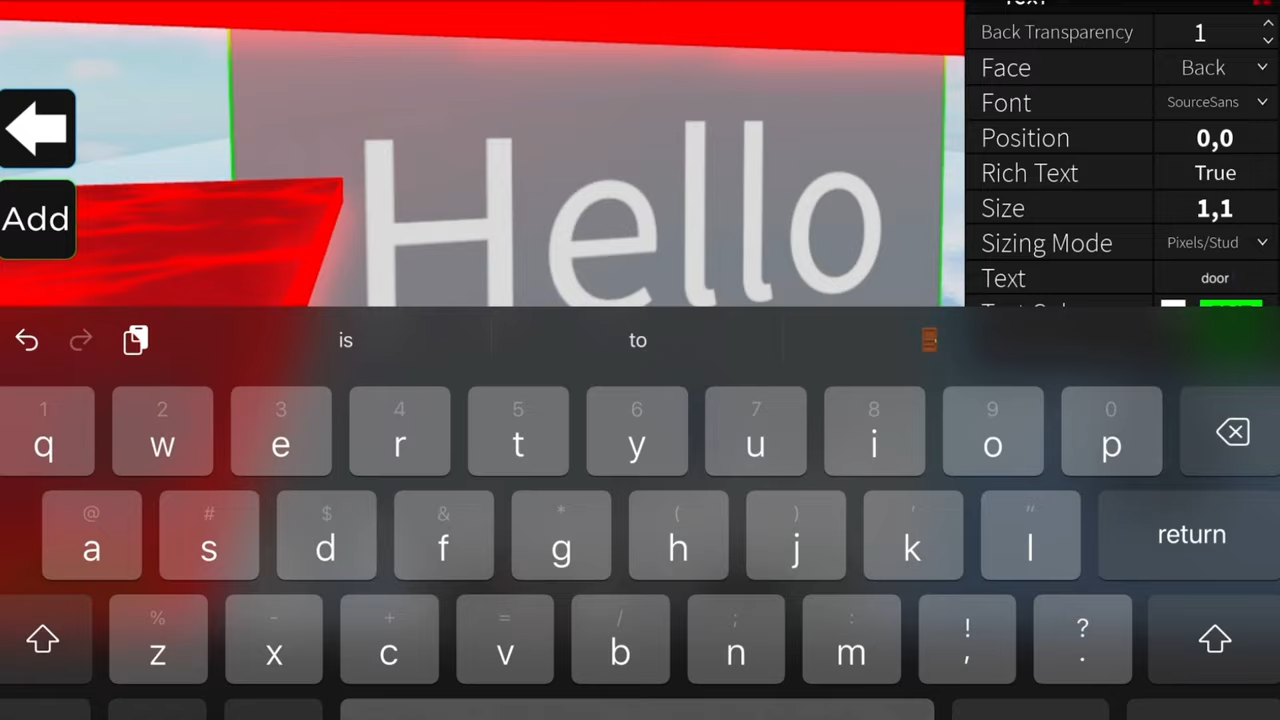 Text
Back Transparency 1
Face Back
Font SourceSans
Position 0,0
Rich Text True
Size 1,1
Sizing Mode Pixels/Stud
Text door
Hello
Add
is to
1 2 3 4 5 6 7 8 9 0
q w e r t y u i o p
@ # $ & * ( ) ' "
a s d f g h j k l return
% - + = / ; : ! ?
z x c v b n m , .